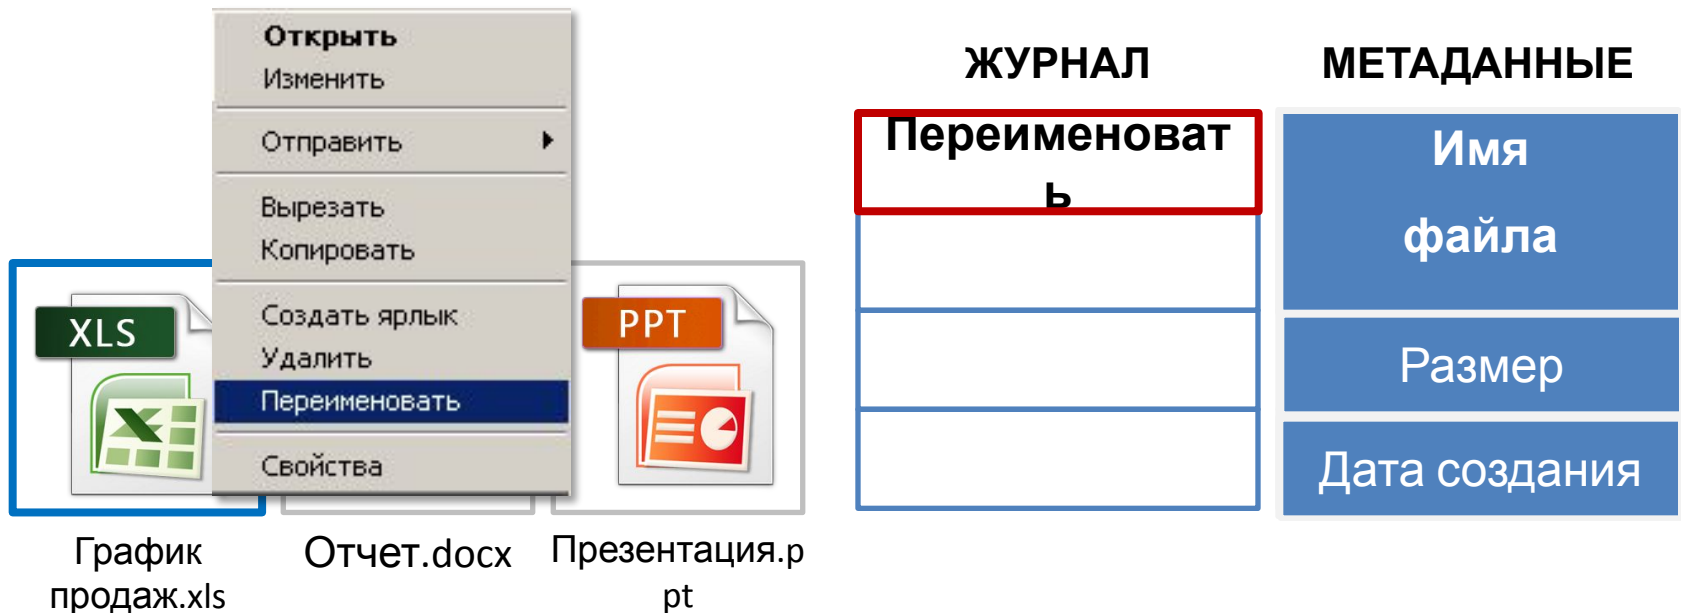 Открыть
Изменить
Отправить
Вырезать
Копировать
Создать ярлык
Удалить
Переименовать
Свойства
XLS
PPT
График
продаж.xls
Отчет.docx
Презентация.p
pt
ЖУРНАЛ
Переименоват
ь
МЕТАДАННЫЕ
Имя
файла
Размер
Дата создания